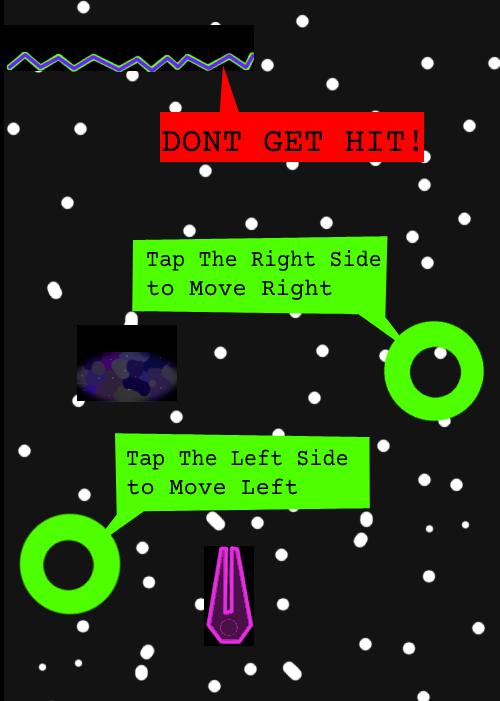 DONT GET HIT!
Tap The Right Side
to Move Right
Tap The Left Side
to Move Left